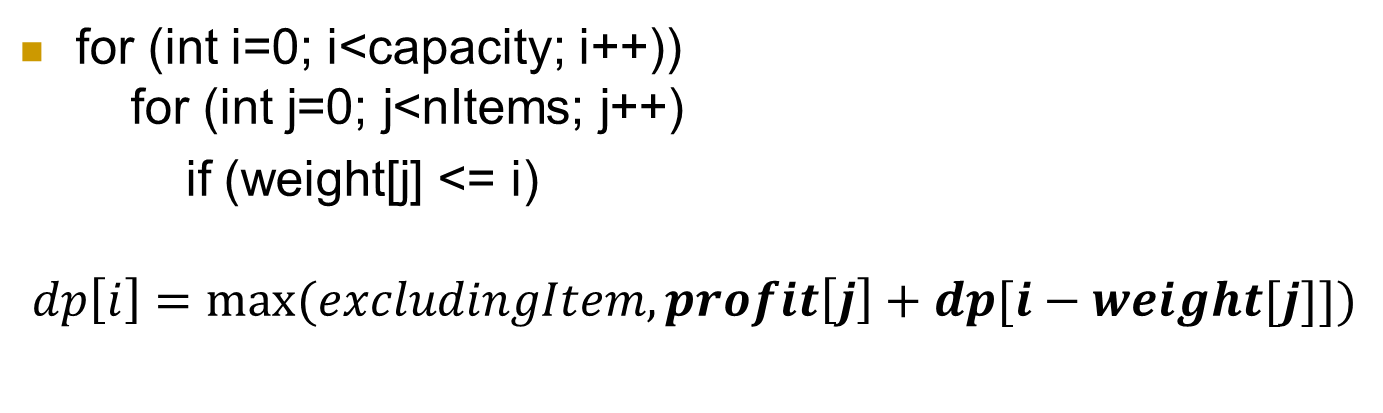 for (int i=0; i<capacity; i++))
for (int j=0; j<nItems; j++)
if (weight[j] <= i)
dp[i] = max(excludingItem, profit[j] + dp[i − weight[j]])